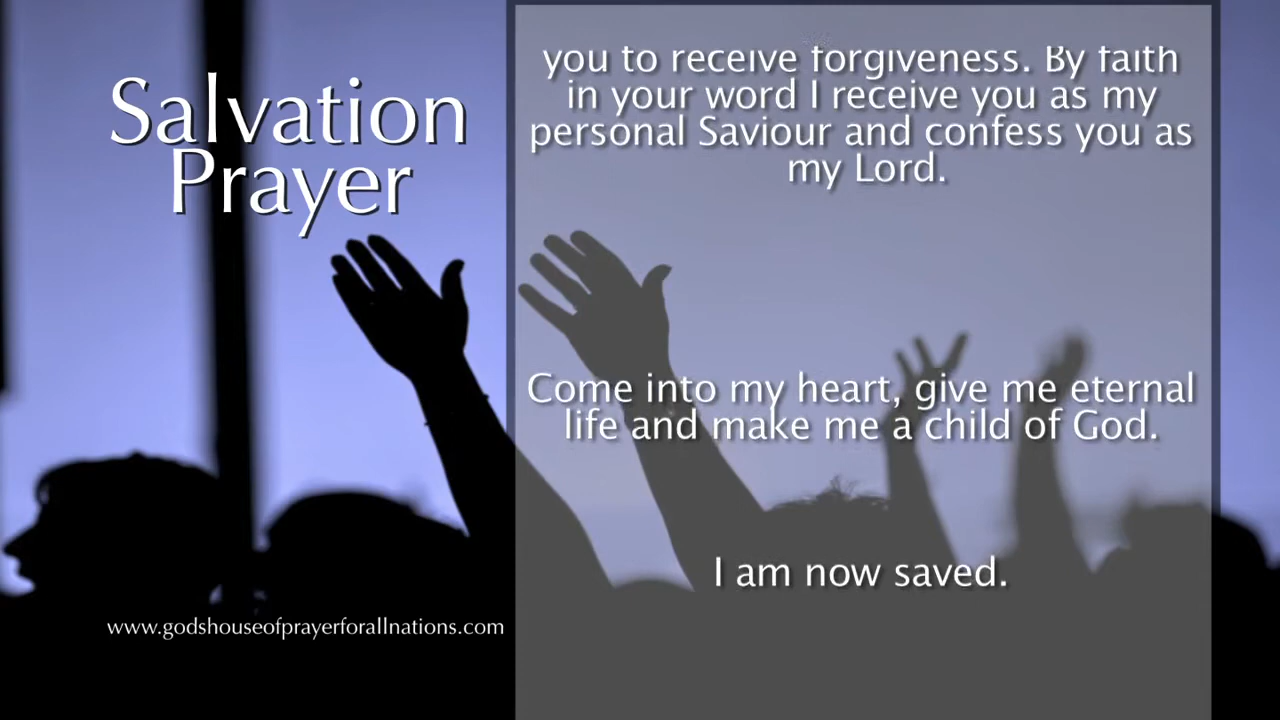 Salvation
Prayer
www.godshouseofprayerforallnations.com
you to receive forgiveness. By faith
in your word I receive you as my
personal Saviour and confess you as
my Lord.
Come into my heart, give me eternal
life and make me a child of God.
I am now saved.